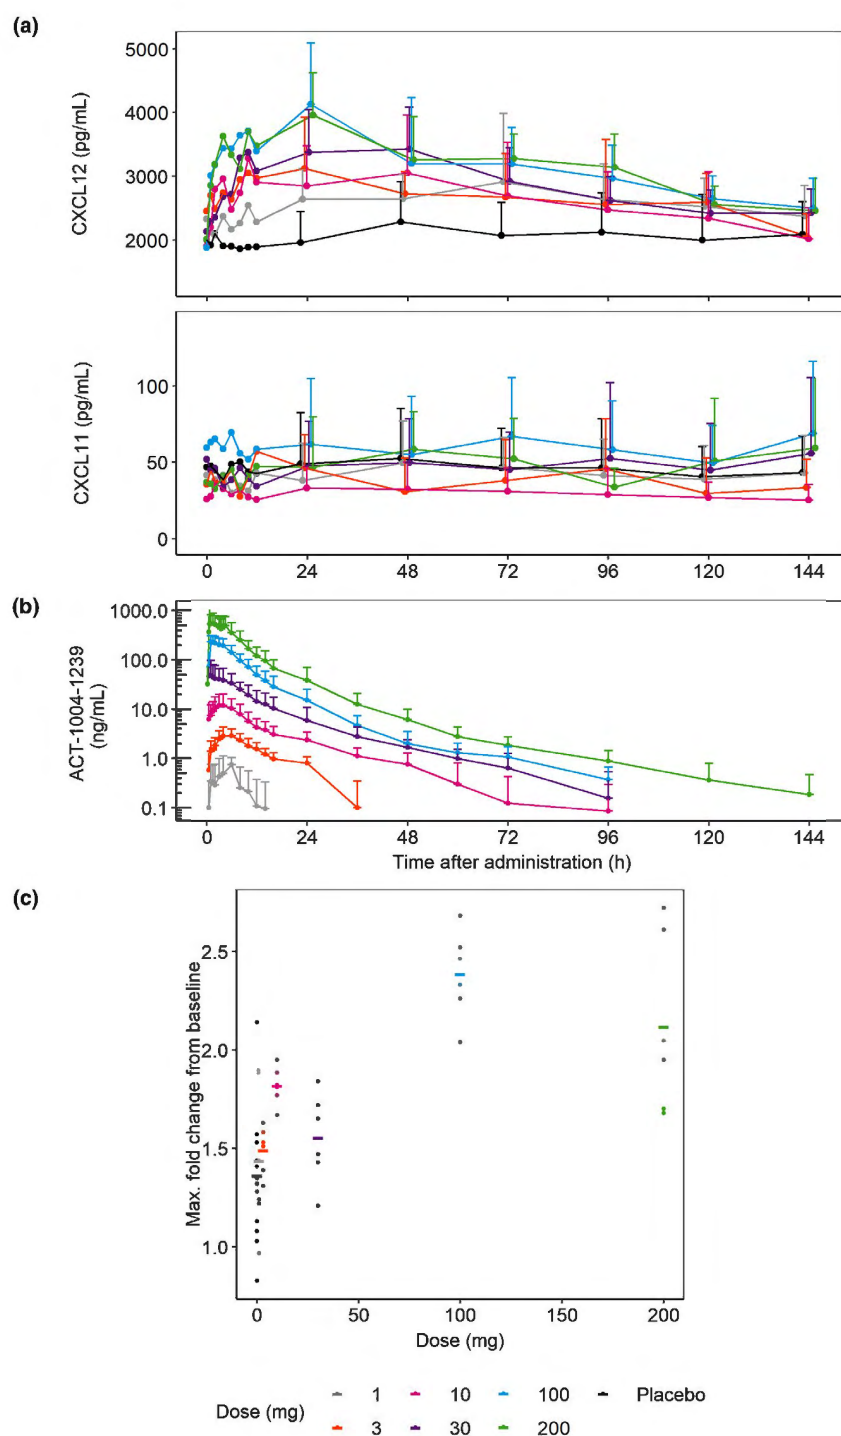 (a)
CXCL12 (pg/mL)
5000
4000
3000
2000
CXCL11 (pg/mL)
100
50
0
0 24 48 72 96 120 144
(b)
ACT-1004-1239
(ng/mL)
1000.0
100.0
10.0
1.0
0.1
0 24 48 72 96 120 144
Time after administration (h)
(c)
Max. fold change from baseline
2.5
2.0
1.5
1.0
0 50 100 150 200
Dose (mg)
Dose (mg)
1 10 100 Placebo
3 30 200